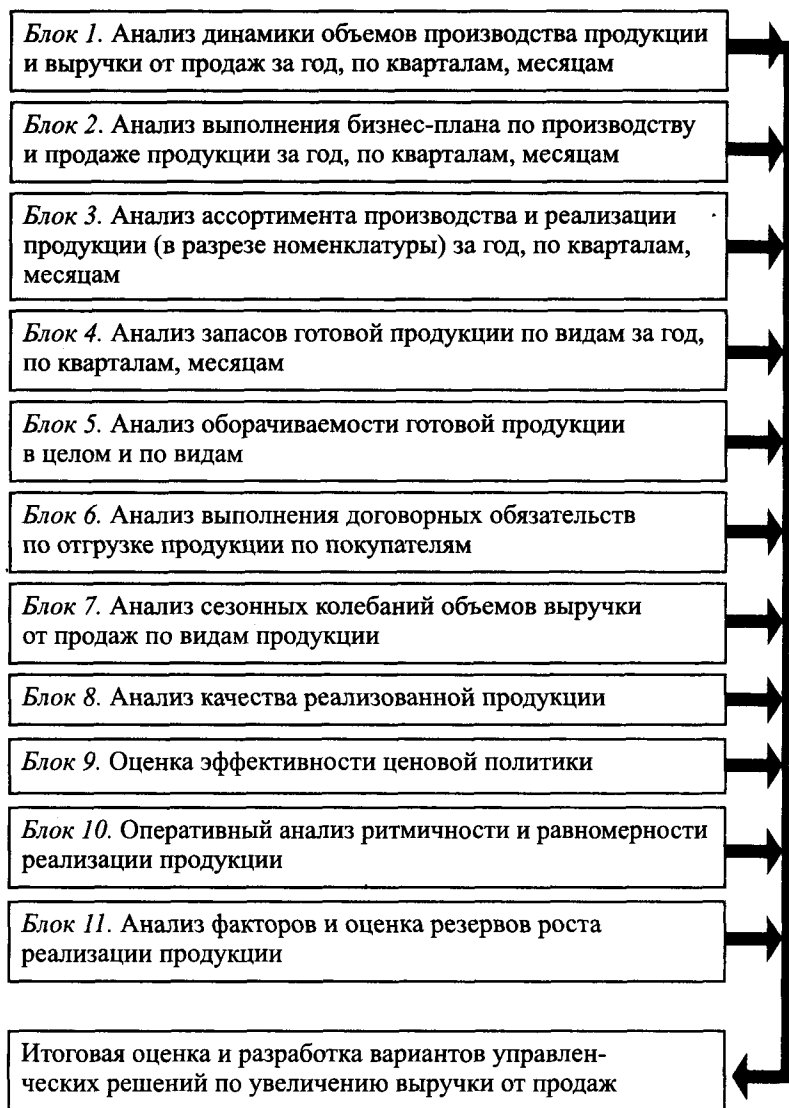 Блок 1. Анализ динамики объемов производства продукции
и выручки от продаж за год, по кварталам, месяцам
Блок 2. Анализ выполнения бизнес-плана по производству
и продаже продукции за год, по кварталам, месяцам
Блок 3. Анализ ассортимента производства и реализации
продукции (в разрезе номенклатуры) за год, по кварталам,
месяцам
Блок 4. Анализ запасов готовой продукции по видам за год,
по кварталам, месяцам
Блок 5. Анализ оборачиваемости готовой продукции
в целом и по видам
Блок 6. Анализ выполнения договорных обязательств
по отгрузке продукции по покупателям
Блок 7. Анализ сезонных колебаний объемов выручки
от продаж по видам продукции
Блок 8. Анализ качества реализованной продукции
Блок 9. Оценка эффективности ценовой политики
Блок 10. Оперативный анализ ритмичности и равномерности
реализации продукции
Блок 11. Анализ факторов и оценка резервов роста
реализации продукции
Итоговая оценка и разработка вариантов управлен-
ческих решений по увеличению выручки от продаж